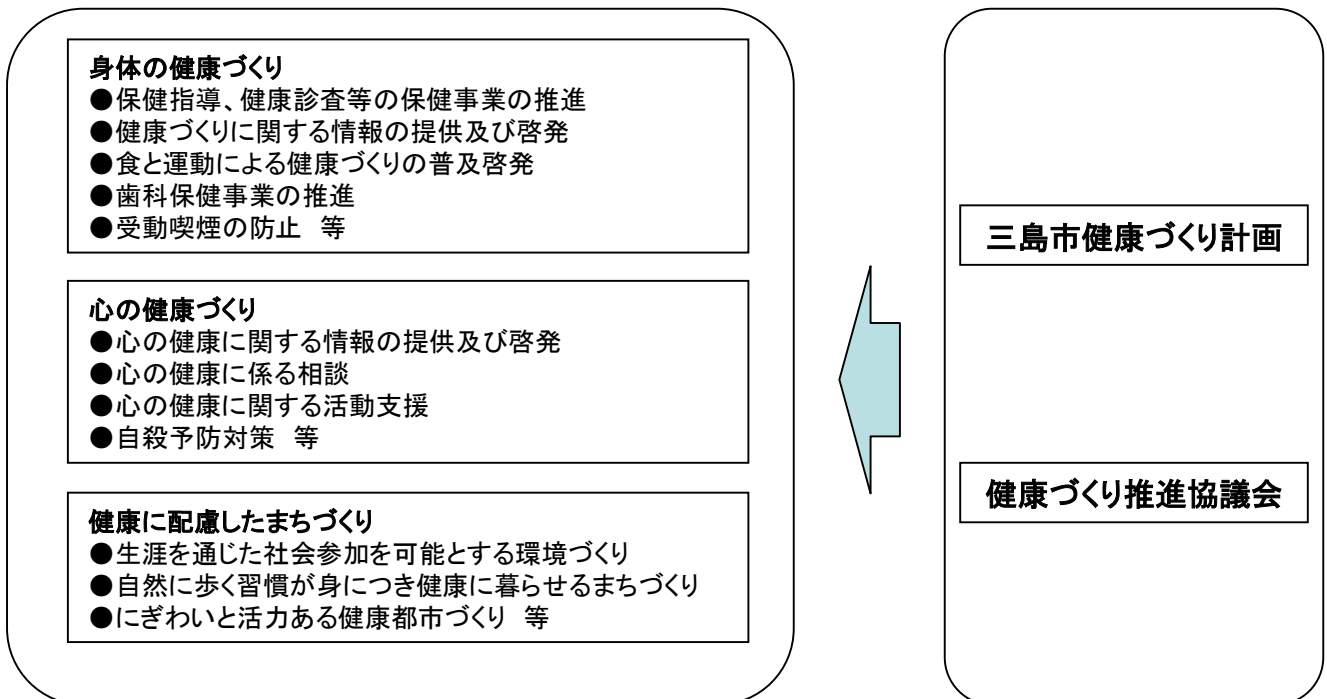 身体の健康づくり
●保健指導、健康診査等の保健事業の推進
●健康づくりに関する情報の提供及び啓発
●食と運動による健康づくりの普及啓発
●歯科保健事業の推進
●受動喫煙の防止　等
心の健康づくり
●心の健康に関する情報の提供及び啓発
●心の健康に係る相談
●心の健康に関する活動支援
●自殺予防対策　等
健康に配慮したまちづくり
●生涯を通じた社会参加を可能とする環境づくり
●自然に歩く習慣が身につき健康に暮らせるまちづくり
●にぎわいと活力ある健康都市づくり　等
三島市健康づくり計画
健康づくり推進協議会